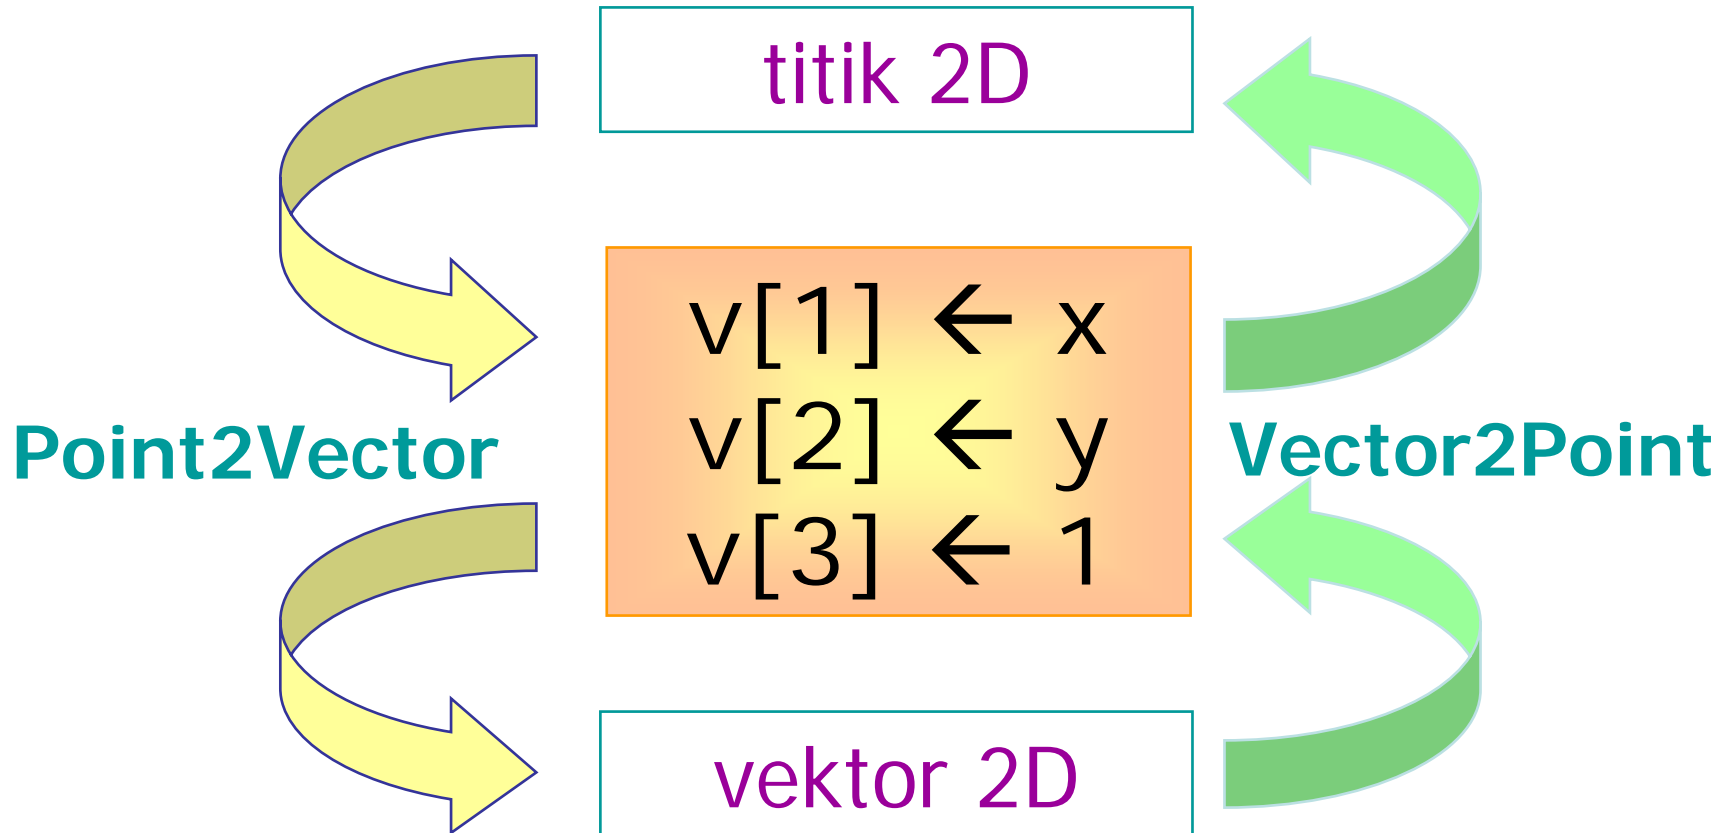 titik 2D
v[1] ← x
v[2] ← y
v[3] ← 1
Point2Vector
Vector2Point
vektor 2D